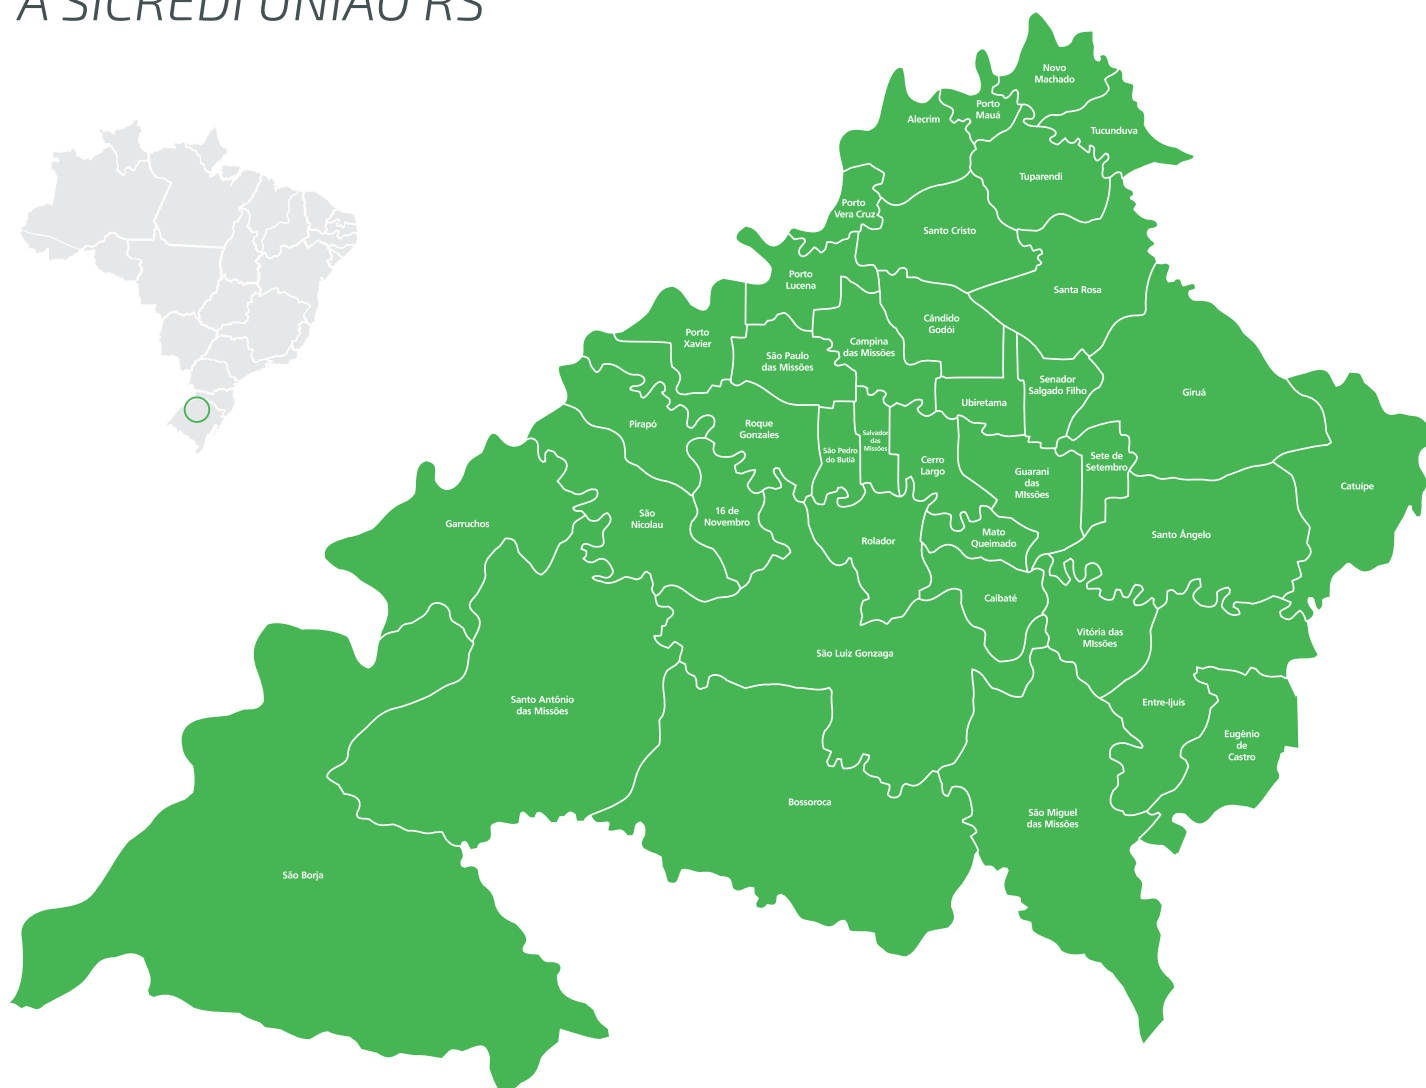 A SICREDI UNIÃO RS
Novo
Machado
Porto
Mauá
Alecrim
Tucunduva
Tuparendi
Porto
Vera Cruz
Santo Cristo
Porto
Lucena
Santa Rosa
Cândido
Godói
Porto
Xavier
Campina
das Missões
São Paulo
das Missões
Senador
Salgado Filho
Giruá
Ubiretama
Pirapó
Roque
Gonzales
Salvador
das
Missões
São Pedro
do Butiá
Cerro
Largo
Sete de
Setembro
Guarani
das
MIssões
Catuípe
Garruchos
São
Nicolau
16 de
Novembro
Rolador
Mato
Queimado
Santo Ângelo
Caibaté
Vitória das
MIssões
São Luiz Gonzaga
Santo Antônio
das Missões
Entre-Ijuis
Eugênio
de
Castro
Bossoroca
São Miguel
das Missões
São Borja